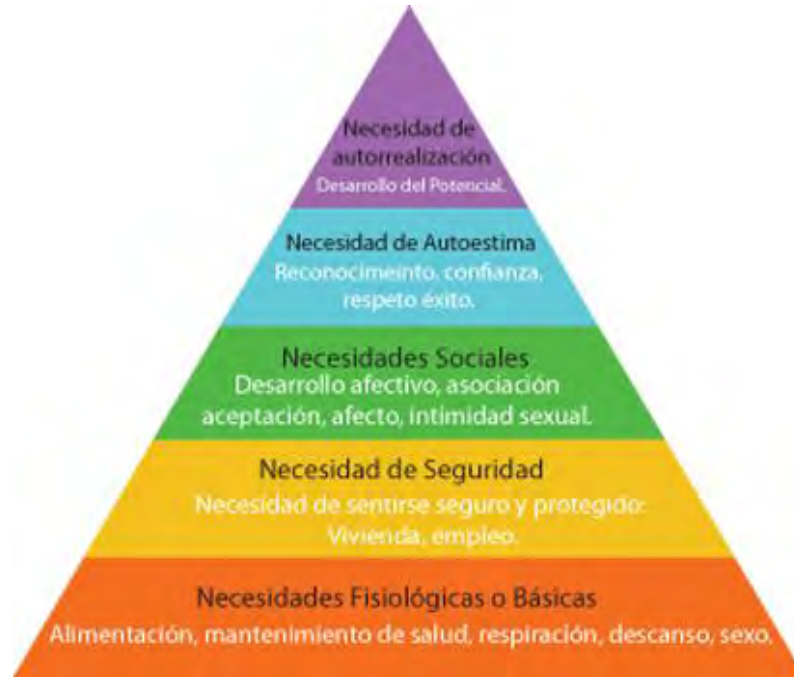 Necesidad de
autorrealización
Desarrollo del Potencial.
Necesidad de Autoestima
Reconocimeinto, confianza,
respeto éxito.
Necesidades Sociales
Desarrollo afectivo, asociación
aceptación, afecto, intimidad sexual.
Necesidad de Seguridad
Necesidad de sentirse seguro y protegido:
Vivienda, empleo.
Necesidades Fisiológicas o Básicas
Alimentación, mantenimiento de salud, respiración, descanso, sexo.